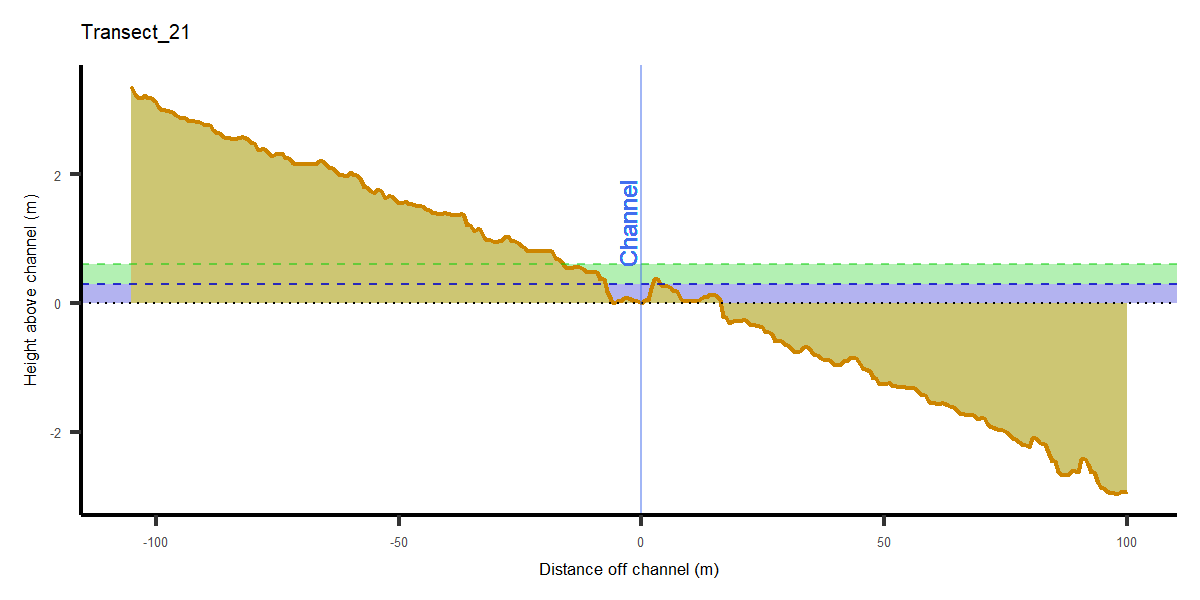 Transect_21
Height above channel (m)
2
0
-2
Channel
-100
-50
0
50
100
Distance off channel (m)